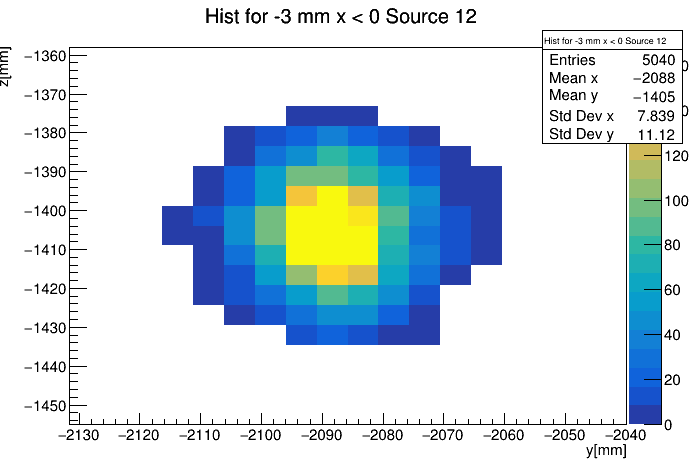 Hist for -3 mm x < 0 Source 12
z[mm]
Hist for -3 mm x < 0 Source 12
Entries 5040
Mean x −2088
Mean y −1405
Std Dev x 7.839
Std Dev y 11.12
−1360
−1370
−1380
−1390
−1400
−1410
−1420
−1430
−1440
−1450
120
100
80
60
40
20
0
−2130 −2120 −2110 −2100 −2090 −2080 −2070 −2060 −2050 −2040
y[mm]